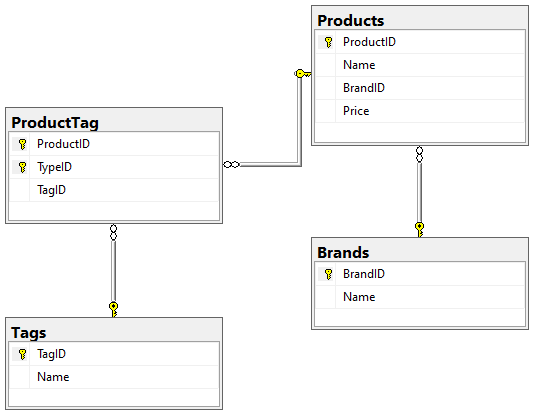 Products
ProductID
Name
BrandID
Price
ProductTag
ProductID
TypeID
TagID
Brands
BrandID
Name
Tags
TagID
Name